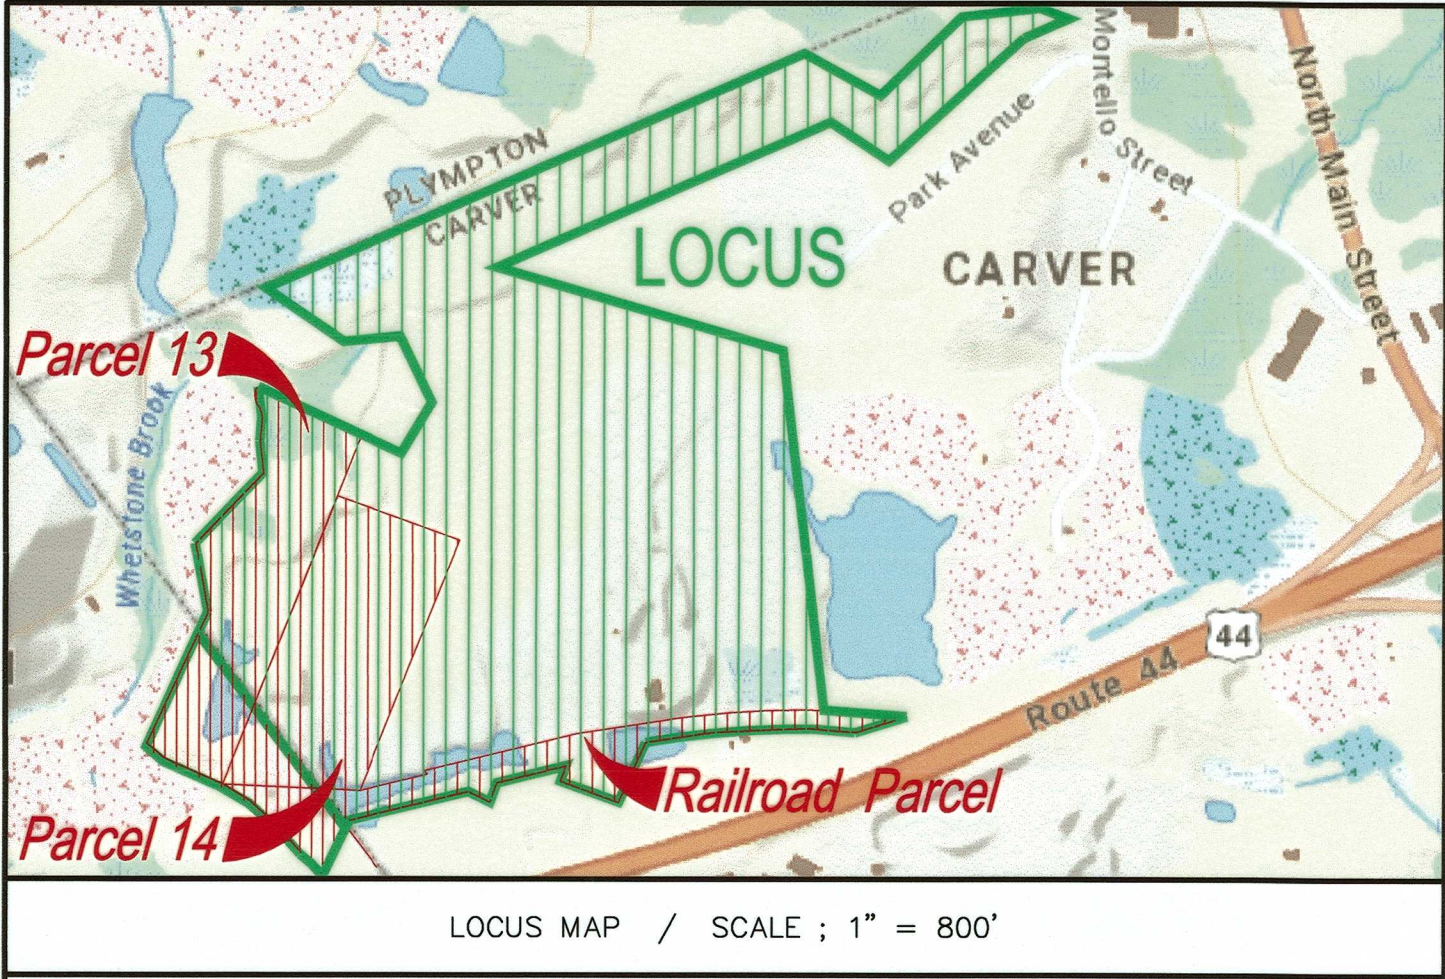 Montello Street
North Main Street
PLYMPTON
CARVER
Park Avenue
LOCUS
CARVER
Parcel 13
Whetstone Brook
44
Route 44
Railroad Parcel
Parcel 14
LOCUS MAP / SCALE ; 1" = 800'